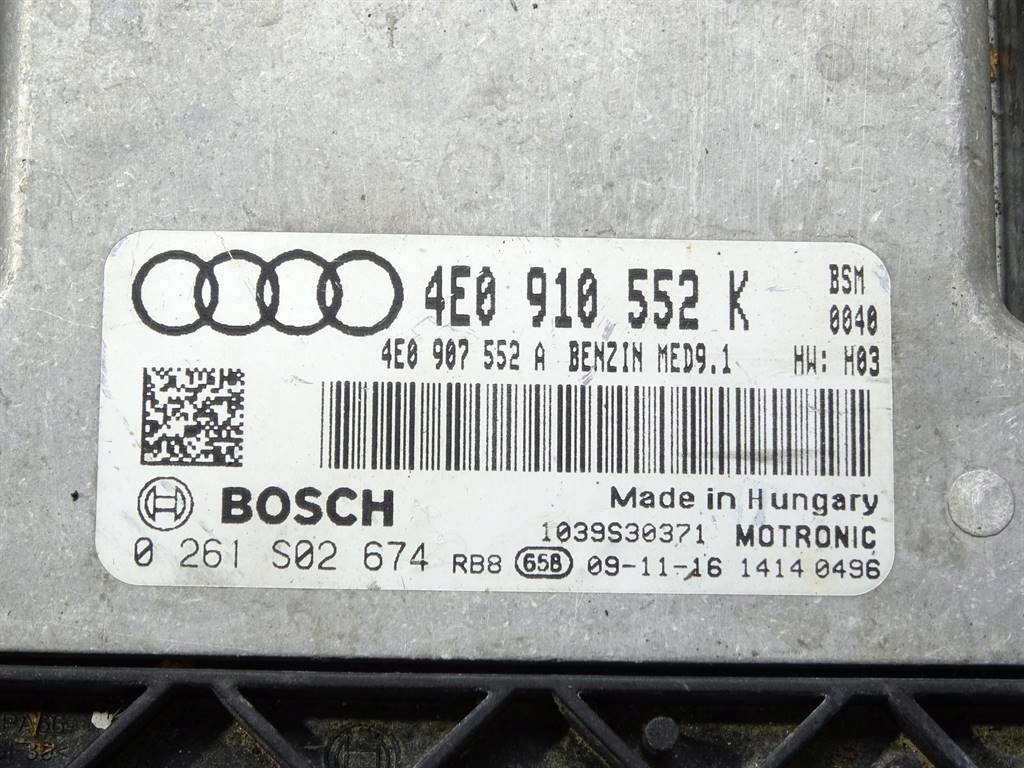 4E0 910 552 K
BSM
0040
4E0 907 552 A BENZIN MED9.1
HW: H03
BOSCH
Made in Hungary
1039S30371 MOTRONIC
0 261 S02 674 RB8 658 09-11-16 1414 0496